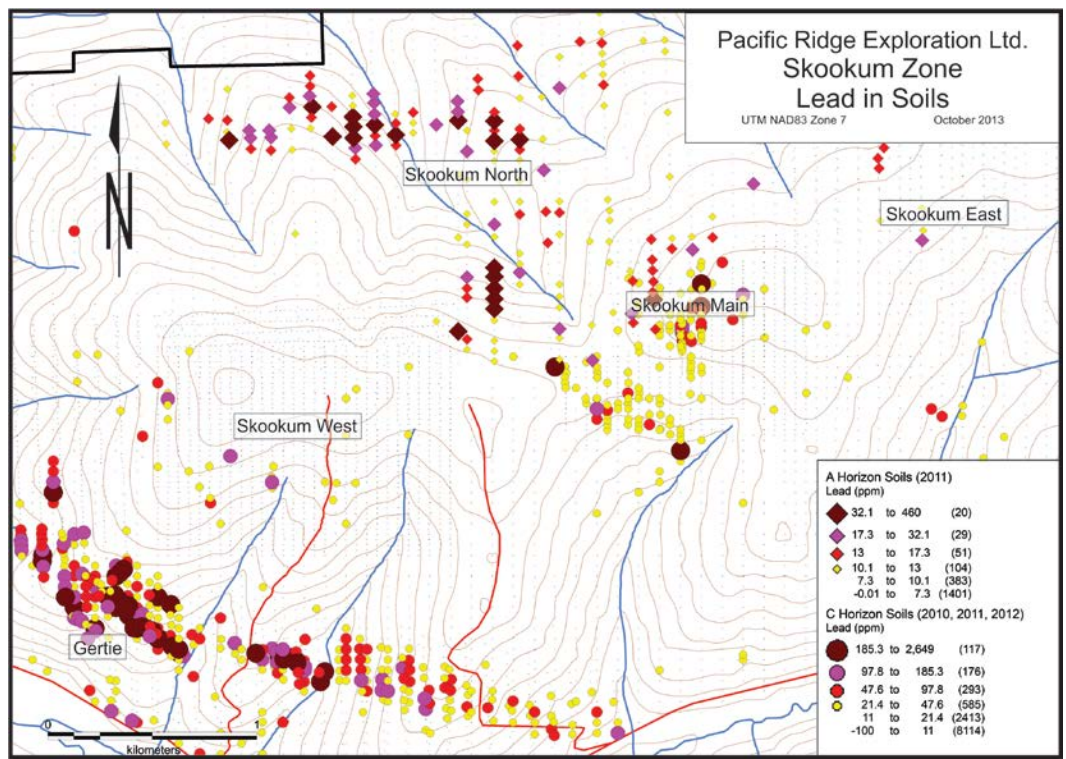 Pacific Ridge Exploration Ltd.
Skookum Zone
Lead in Soils
UTM NAD83 Zone 7 October 2013
N
Skookum North
Skookum East
Skookum Main
Skookum West
Gertie
0 1
kilometers
A Horizon Soils (2011)
Lead (ppm)
32.1 to 460 (20)
17.3 to 32.1 (29)
13 to 17.3 (51)
10.1 to 13 (104)
7.3 to 10.1 (383)
-0.01 to 7.3 (1401)
C Horizon Soils (2010, 2011, 2012)
Lead (ppm)
185.3 to 2,649 (117)
97.8 to 185.3 (176)
47.6 to 97.8 (293)
21.4 to 47.6 (585)
11 to 21.4 (2413)
-100 to 11 (8114)